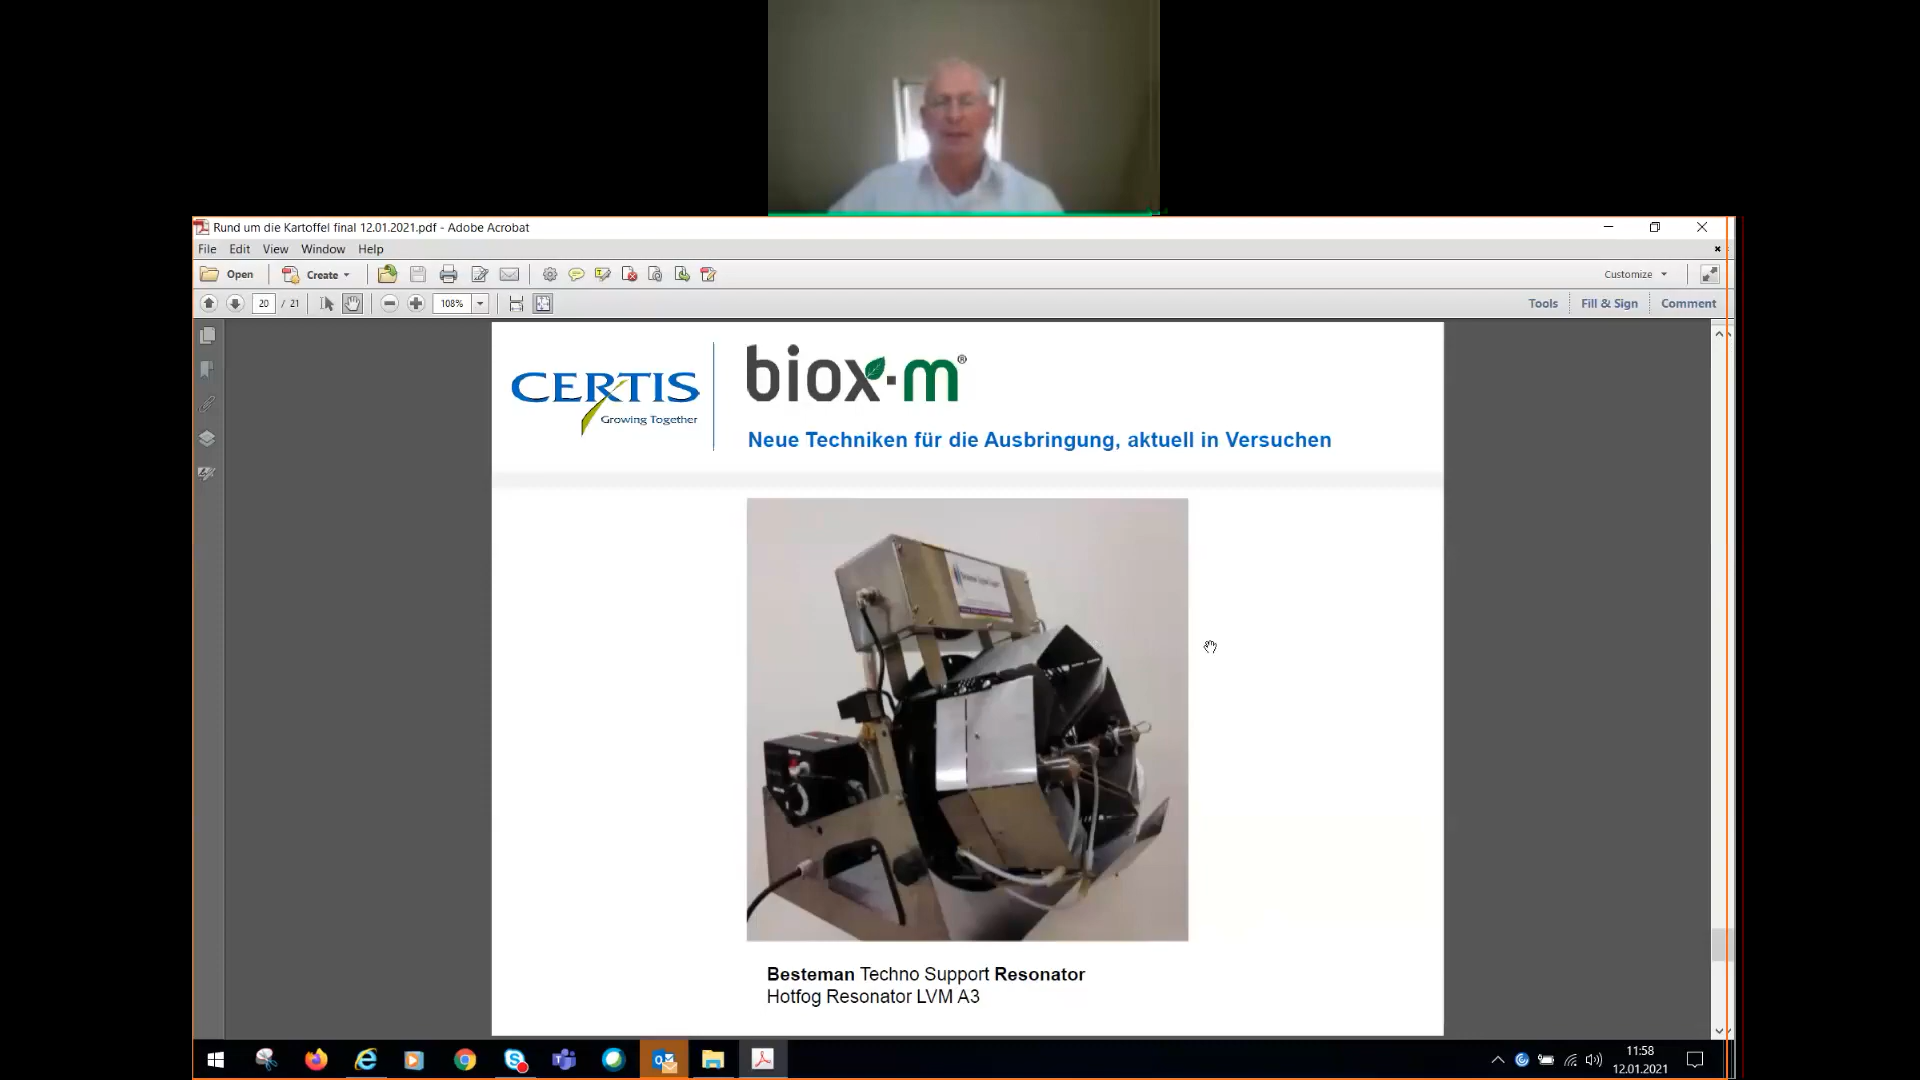 Rund um die Kartoffel final 12.01.2021.pdf - Adobe Acrobat
File Edit View Window Help
Open Create Customize
20 / 21 108% Tools Fill & Sign Comment
CERTIS
Growing Together
biox-m®
Neue Techniken für die Ausbringung, aktuell in Versuchen
Besteman Techno Support Resonator
Hotfog Resonator LVM A3
11:58
12.01.2021